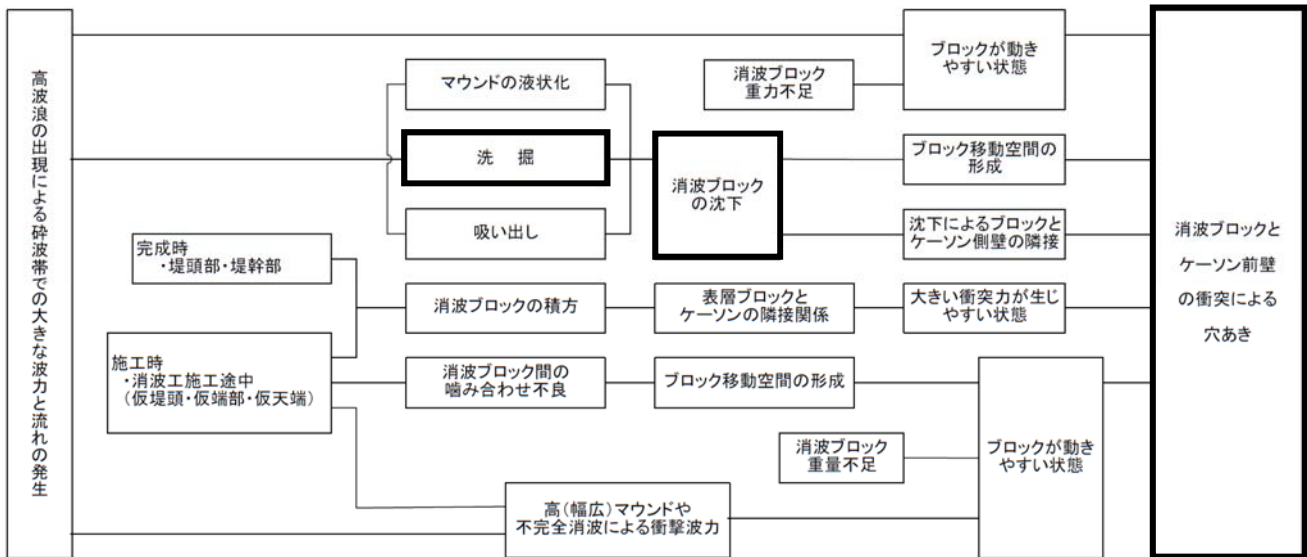 高波浪の出現による砕波帯での大きな波力と流れの発生
マウンドの液状化
洗　掘
吸い出し
完成時
・堤頭部・堤幹部
施工時
・消波工施工途中
（仮堤頭・仮端部・仮天端）
消波ブロックの積方
消波ブロック間の
噛み合わせ不良
高（幅広）マウンドや
不完全消波による衝撃波力
消波ブロック
重力不足
消波ブロック
の沈下
表層ブロックと
ケーソンの隣接関係
ブロック移動空間の形成
消波ブロック
重量不足
ブロックが動き
やすい状態
ブロック移動空間の
形成
沈下によるブロックと
ケーソン側壁の隣接
大きい衝突力が生じ
やすい状態
ブロックが動き
やすい状態
消波ブロックと
ケーソン前壁
の衝突による
穴あき